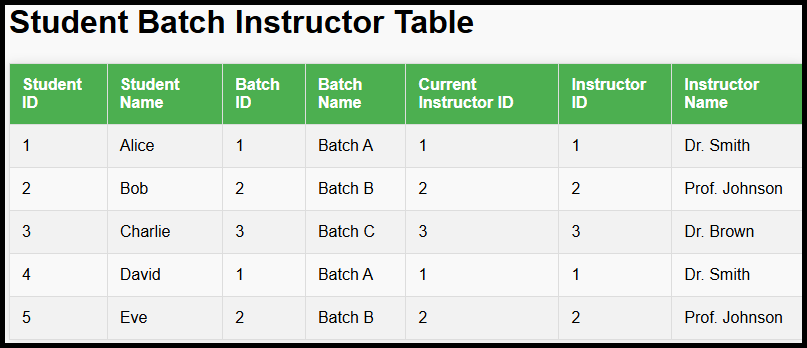 Student Batch Instructor Table
Student ID Student Name Batch ID Batch Name Current Instructor ID Instructor ID Instructor Name
1 Alice 1 Batch A 1 1 Dr. Smith
2 Bob 2 Batch B 2 2 Prof. Johnson
3 Charlie 3 Batch C 3 3 Dr. Brown
4 David 1 Batch A 1 1 Dr. Smith
5 Eve 2 Batch B 2 2 Prof. Johnson